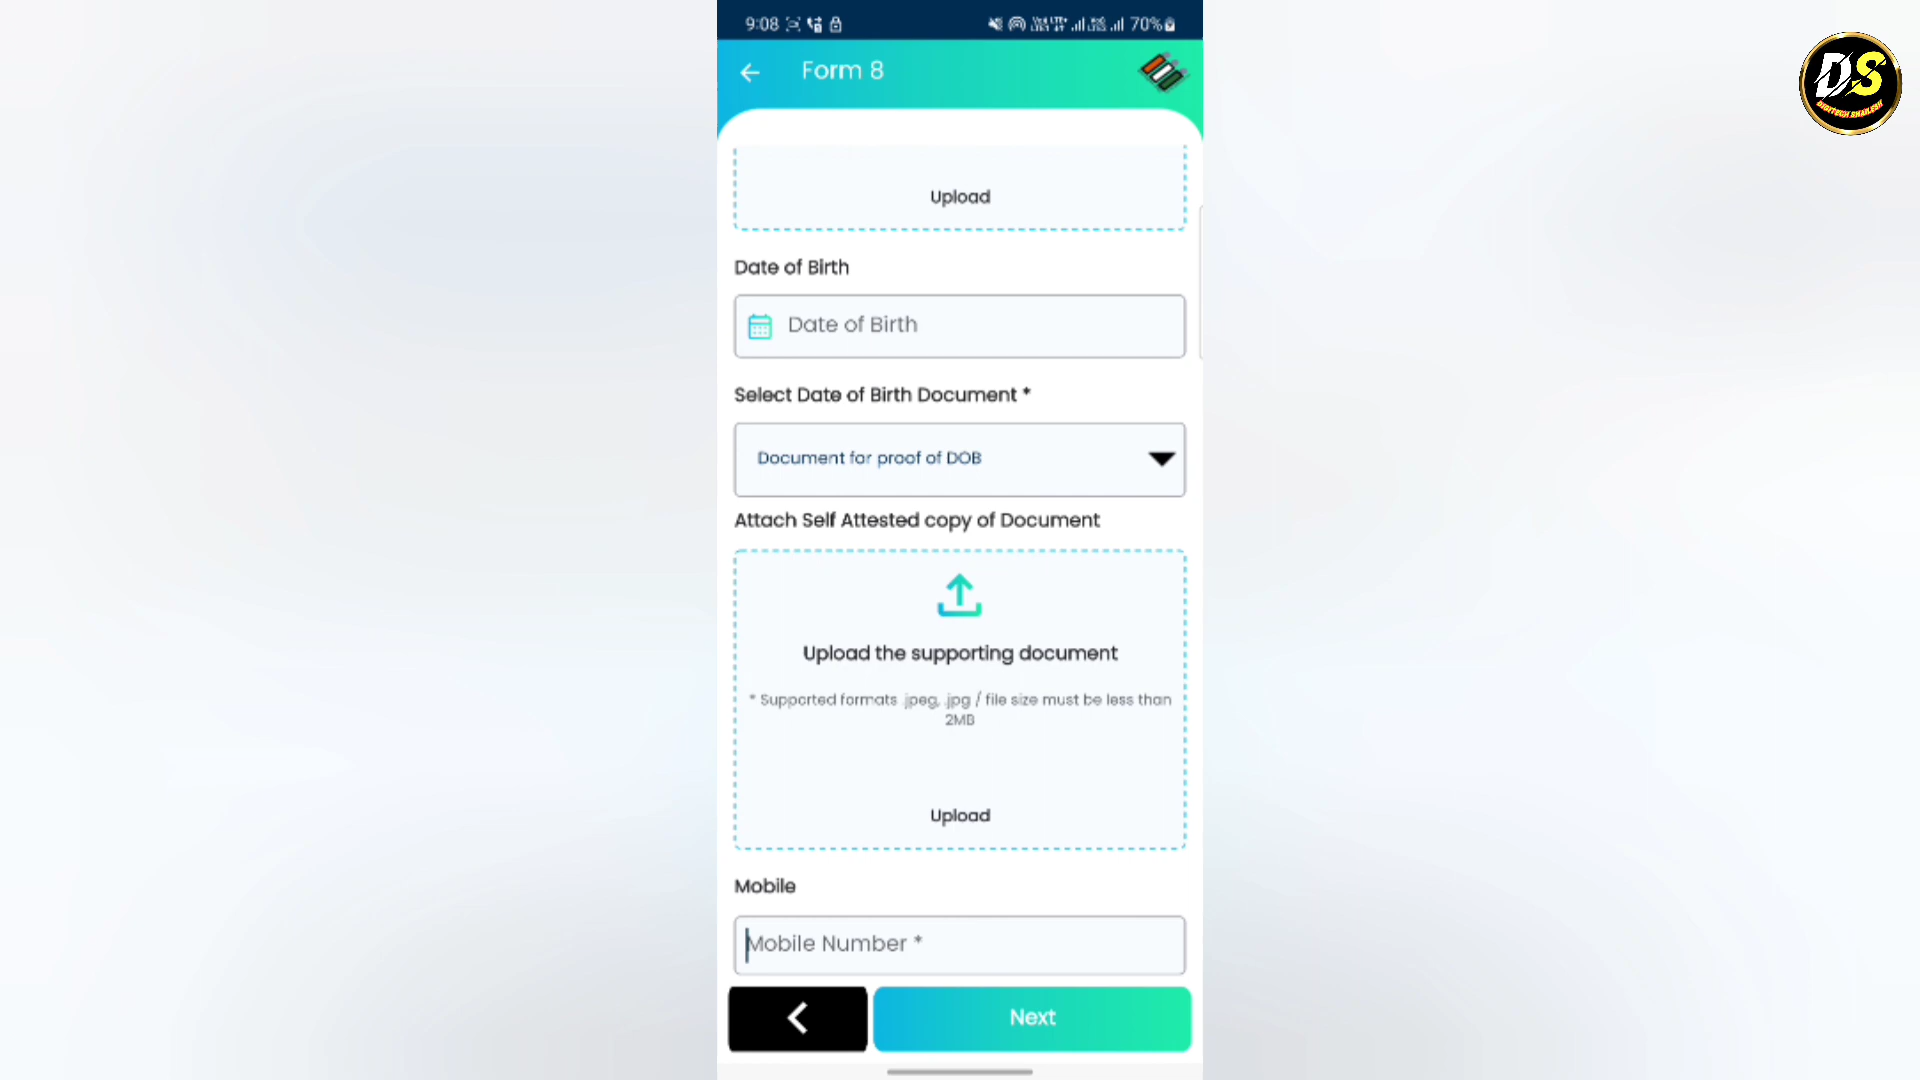 9:08 70%
Form 8
DS
DIGITECH SHAILESH
Upload
Date of Birth
Date of Birth
Select Date of Birth Document *
Document for proof of DOB
Attach Self Attested copy of Document
Upload the supporting document
* Supported formats .jpeg, .jpg / file size must be less than
2MB
Upload
Mobile
Mobile Number *
Next